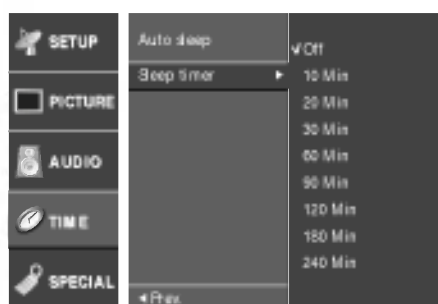 SETUP
PICTURE
AUDIO
TIME
SPECIAL
Auto sleep
Sleep timer ►
◄Prev.
√Off
10 Min
20 Min
30 Min
60 Min
90 Min
120 Min
180 Min
240 Min